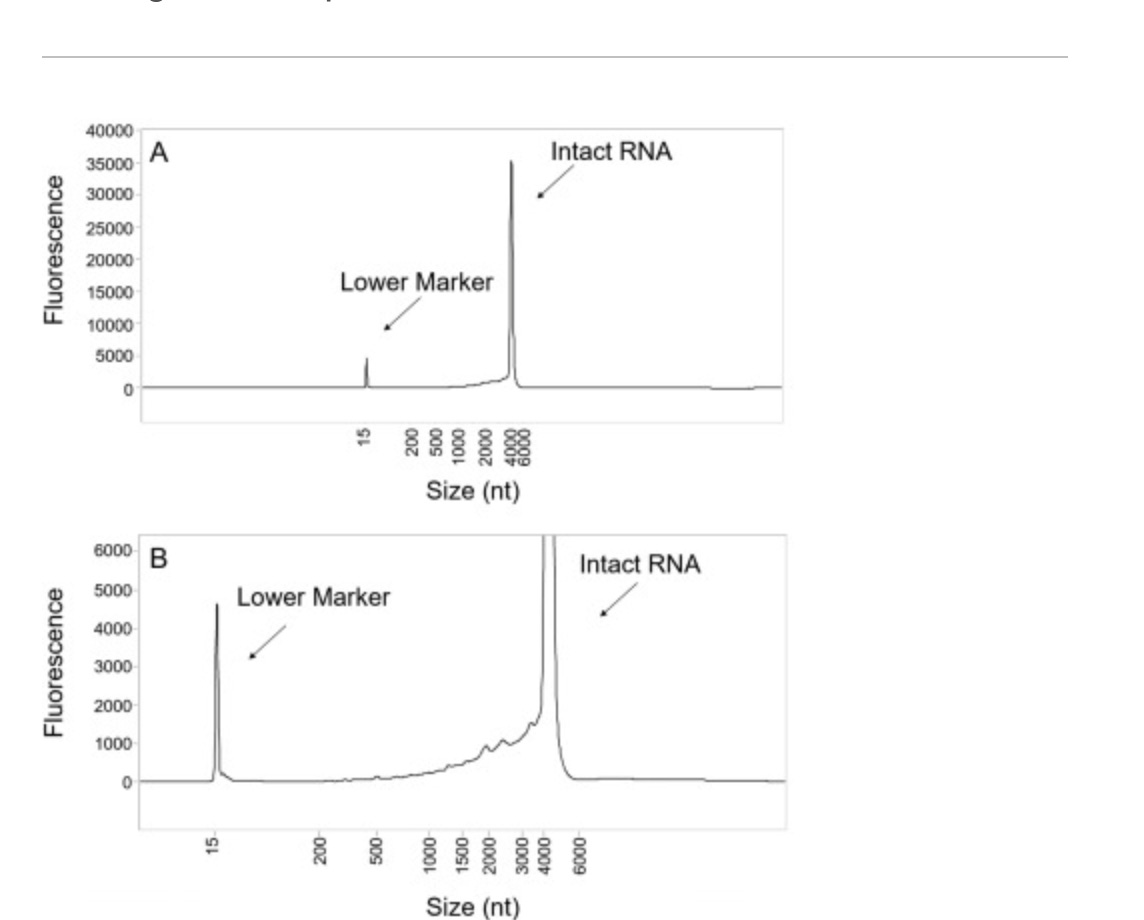 40000
A
Intact RNA
35000
30000
25000
20000
Lower Marker
15000
10000
5000
0
Fluorescence
15 200 500 1000 2000 4000 6000
Size (nt)
6000
B
Intact RNA
5000
Lower Marker
4000
3000
2000
1000
0
Fluorescence
15 200 500 1000 1500 2000 3000 4000 6000
Size (nt)